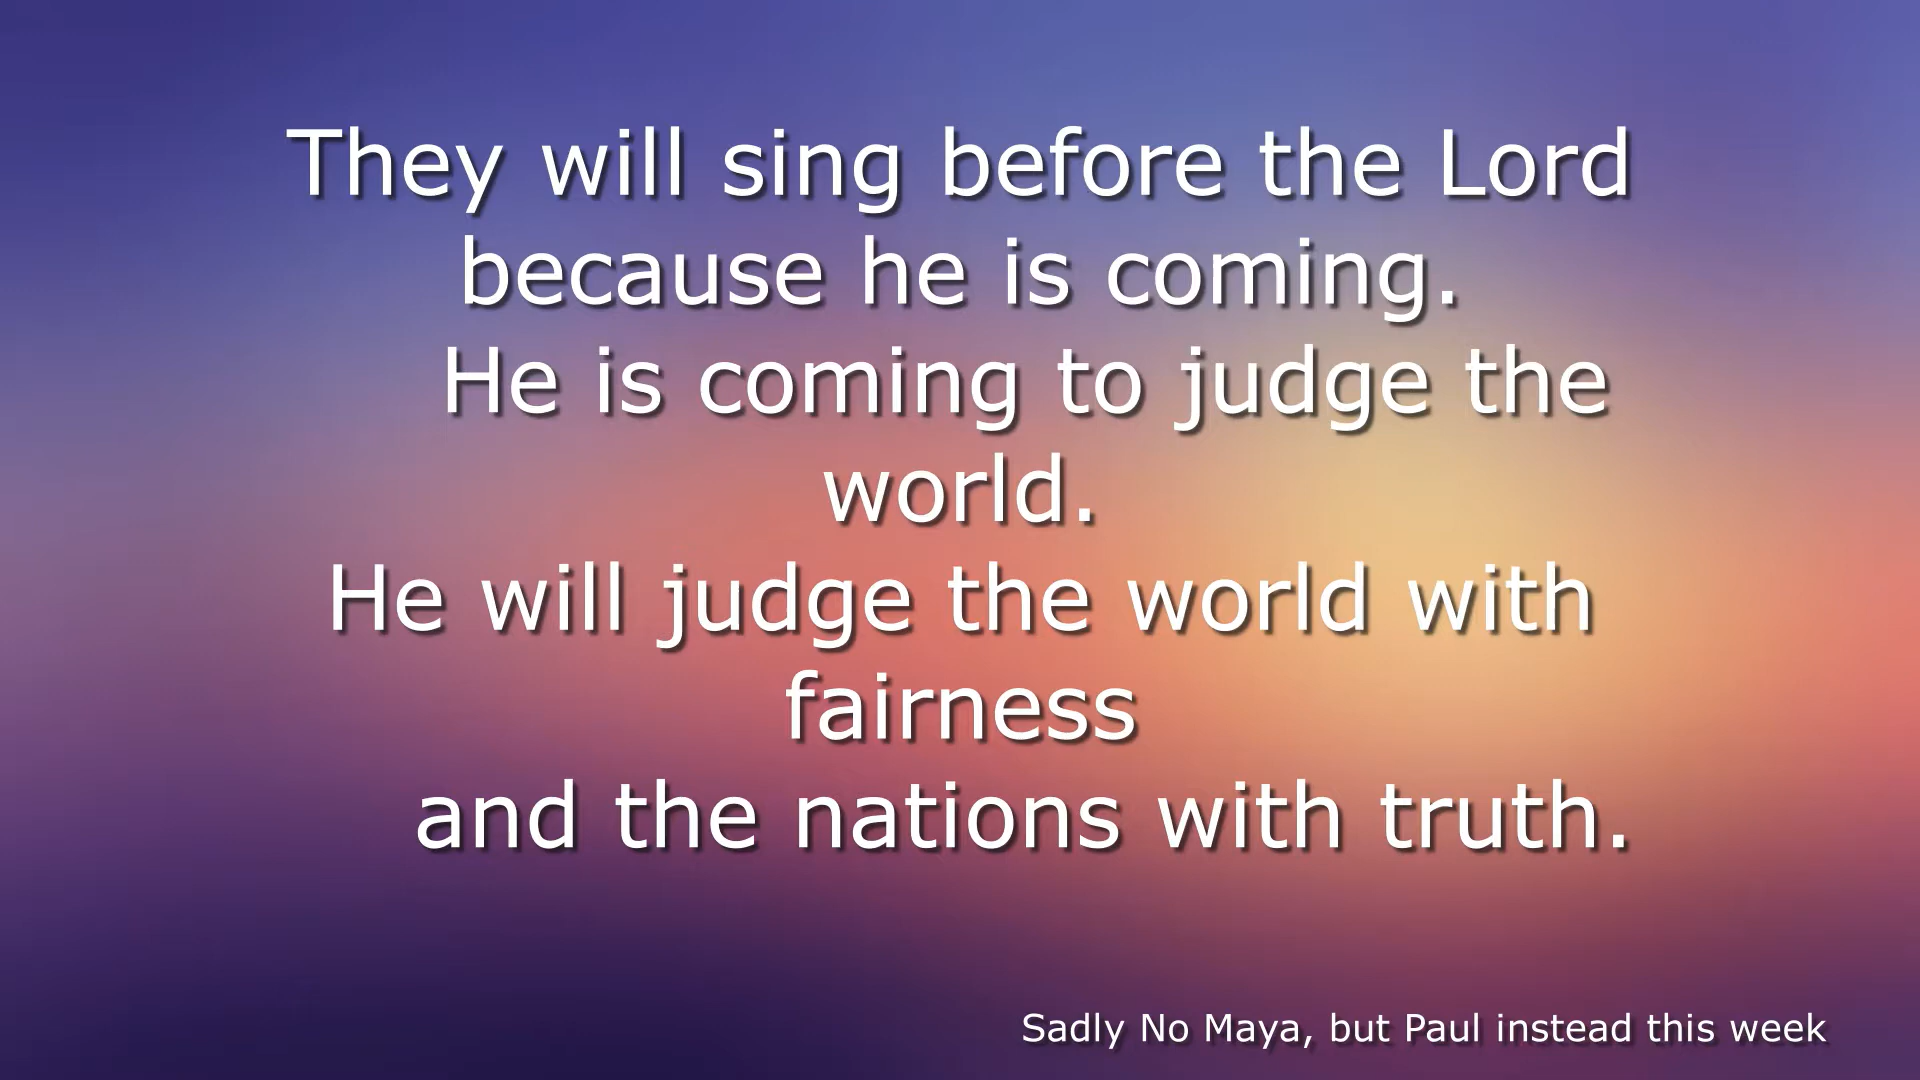 They will sing before the Lord
because he is coming.
He is coming to judge the
world.
He will judge the world with
fairness
and the nations with truth.
Sadly No Maya, but Paul instead this week